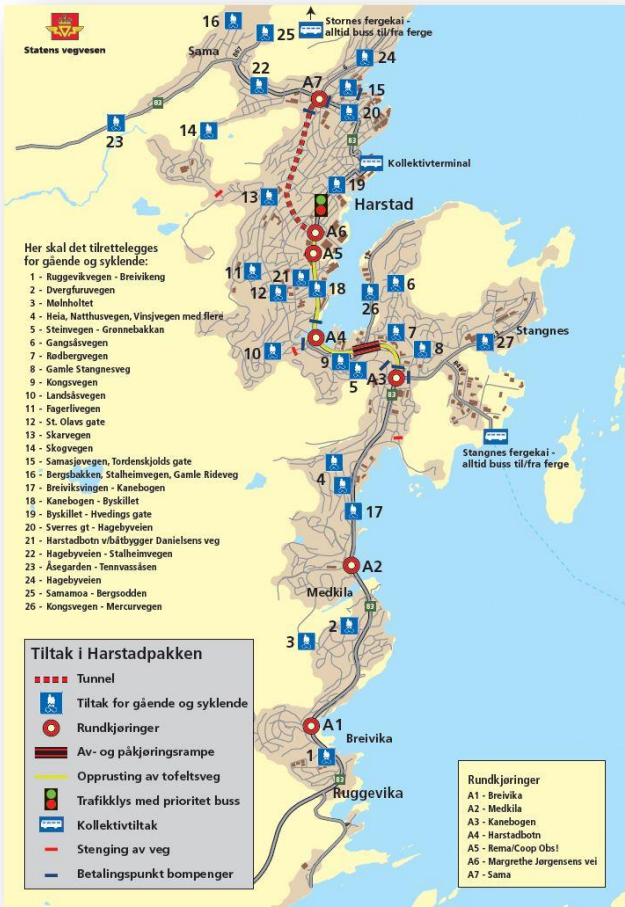 Statens vegvesen
16
25
Stornes fergekai -
alltid buss til/fra ferge
Sama
867
24
22
A7
15
83
20
23
14
83
Kollektivterminal
19
13
Harstad
A6
A5
Her skal det tilrettelegges
for gående og syklende:
1 - Ruggevikvegen - Breivikeng
2 - Dvergfuruvegen
3 - Mølnholtet
4 - Heia, Natthusvegen, Vinsjvegen med flere
5 - Steinvegen - Grønnebakkan
6 - Gangsåsvegen
7 - Rødbergvegen
8 - Gamle Stangnesveg
9 - Kongsvegen
10 - Landsåsvegen
11 - Fagerlivegen
12 - St. Olavs gate
13 - Skarvegen
14 - Skogvegen
15 - Samasjøvegen, Tordenskjolds gate
16 - Bergsbakken, Stalheimvegen, Gamle Rideveg
17 - Breiviksvingen - Kanebogen
18 - Kanebogen - Byskillet
19 - Byskillet - Hvedings gate
20 - Sverres gt - Hagebyveien
21 - Harstadbotn v/båtbygger Danielsens veg
22 - Hagebyveien - Stalheimvegen
23 - Åsegarden - Tennvassåsen
24 - Hagebyveien
25 - Samamoa - Bergsodden
26 - Kongsvegen - Mercurvegen
11
21
12
18
6
26
A4
7
Stangnes
10
9
8
27
5
A3
83
Stangnes fergekai -
alltid buss til/fra ferge
4
17
A2
Medkila
83
2
3
A1
Breivika
1
83
Ruggevika
Tiltak i Harstadpakken
Tunnel
Tiltak for gående og syklende
Rundkjøringer
Av- og påkjøringsrampe
Opprusting av tofeltsveg
Trafikklys med prioritet buss
Kollektivtiltak
Stenging av veg
Betalingspunkt bompenger
Rundkjøringer
A1 - Breivika
A2 - Medkila
A3 - Kanebogen
A4 - Harstadbotn
A5 - Rema/Coop Obs!
A6 - Margrethe Jørgensens vei
A7 - Sama